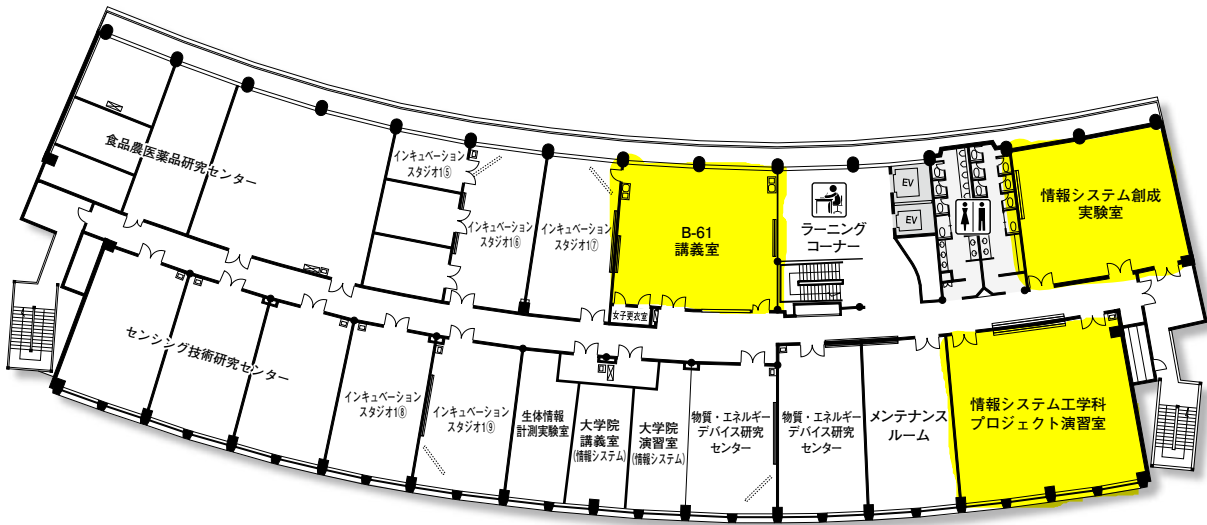 食品農医薬品研究センター
インキュベーション
スタジオ1⑤
インキュベーション
スタジオ1⑥
インキュベーション
スタジオ1⑦
B-61
講義室
女子更衣室
ラーニング
コーナー
EV
EV
情報システム創成
実験室
センシング技術研究センター
インキュベーション
スタジオ1⑧
インキュベーション
スタジオ1⑨
生体情報
計測実験室
大学院
講義室
(情報システム)
大学院
演習室
(情報システム)
物質・エネルギー
デバイス研究
センター
物質・エネルギー
デバイス研究
センター
メンテナンス
ルーム
情報システム工学科
プロジェクト演習室